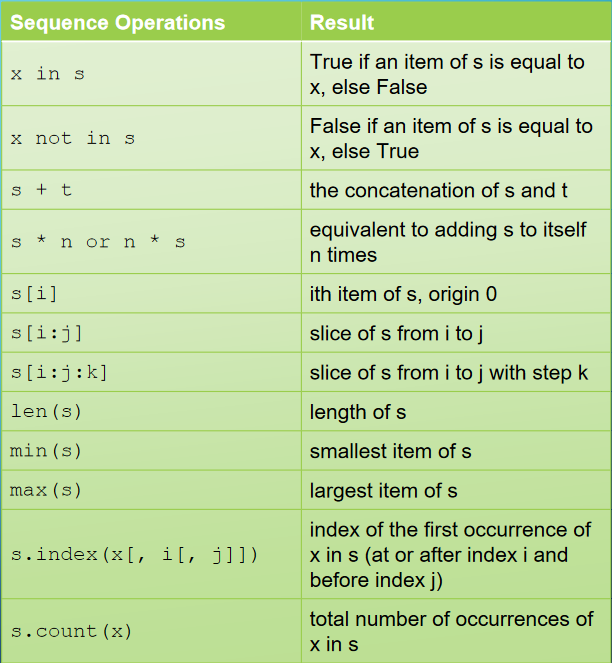 Sequence Operations Result
x in s True if an item of s is equal to
x, else False
x not in s False if an item of s is equal to
x, else True
s + t the concatenation of s and t
s * n or n * s equivalent to adding s to itself
n times
s[i] ith item of s, origin 0
s[i:j] slice of s from i to j
s[i:j:k] slice of s from i to j with step k
len(s) length of s
min(s) smallest item of s
max(s) largest item of s
s.index(x[, i[, j]]) index of the first occurrence of
x in s (at or after index i and
before index j)
s.count(x) total number of occurrences of
x in s